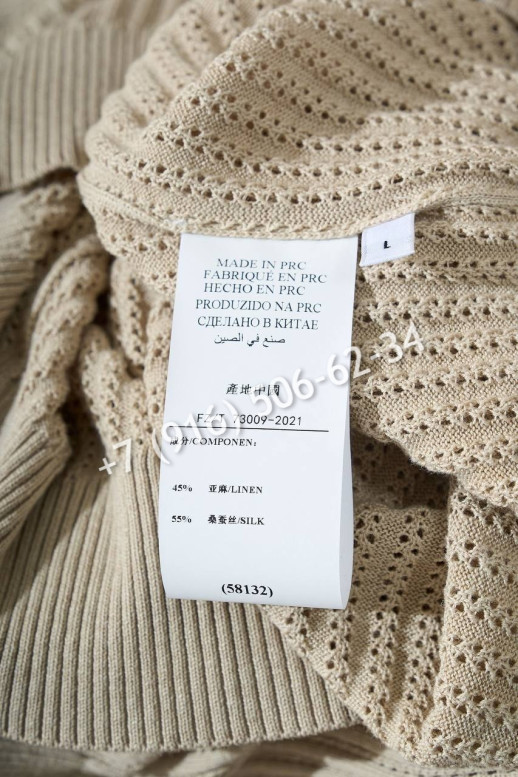 L
MADE IN PRC
FABRIQUÉ EN PRC
HECHO EN PRC
PRODUZIDO NA PRC
СДЕЛАНО В КИТАЕ
صنع في الصين
產地中國
+7 (916) 506-62-34
3009-2021
成分/COMPONEN:
45% 亚麻/LINEN
55% 桑蚕丝/SILK
(58132)